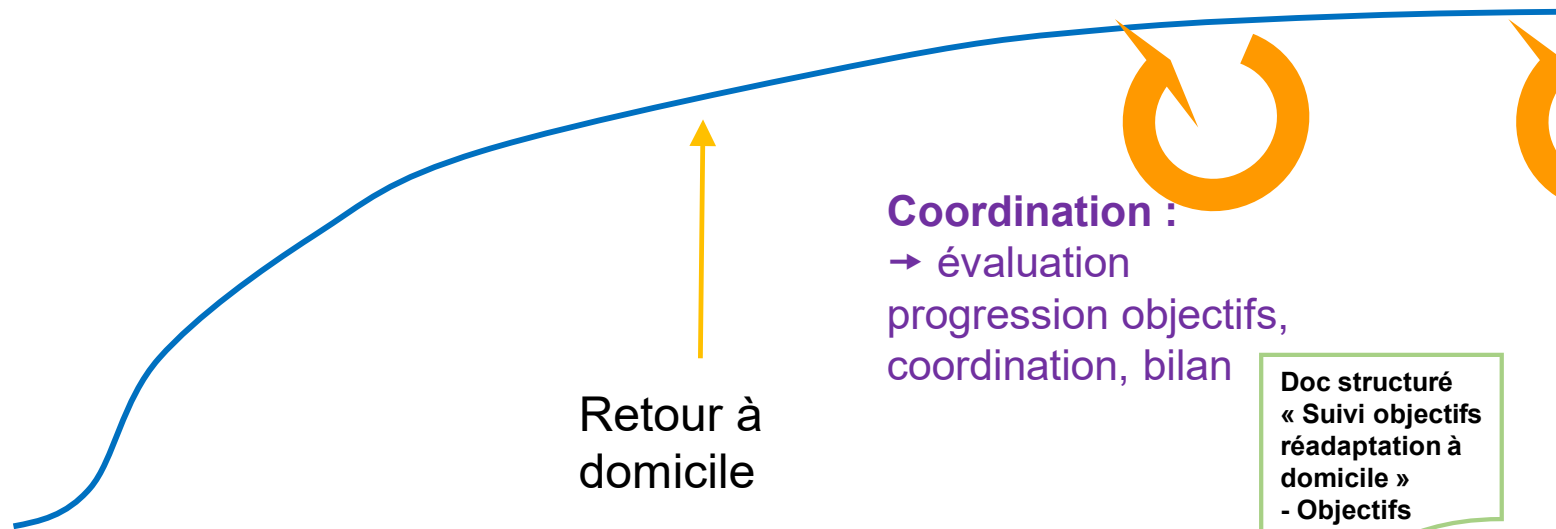 Coordination :
→ évaluation
progression objectifs,
coordination, bilan
Retour à
domicile
Doc structuré
« Suivi objectifs
réadaptation à
domicile »
- Objectifs